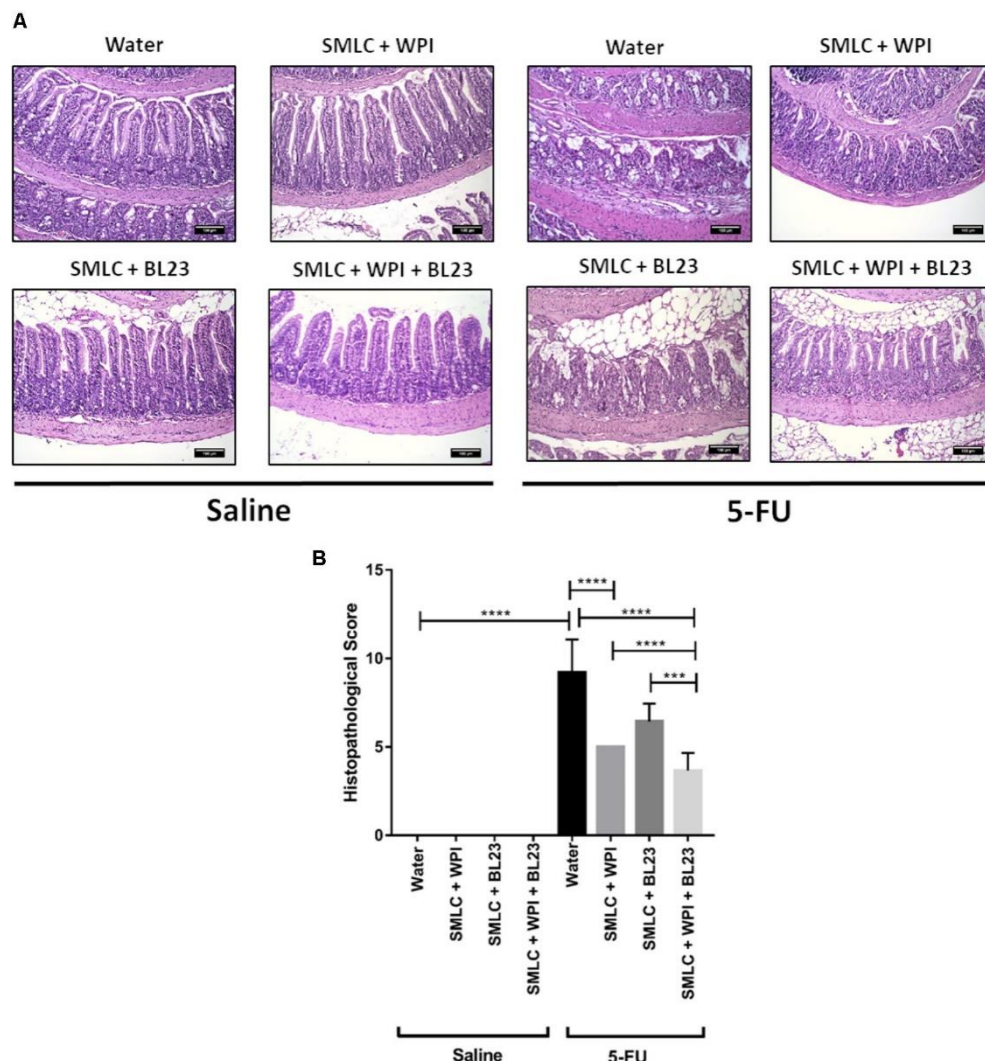 A
Water
SMLC + WPI
Water
SMLC + WPI
SMLC + BL23
SMLC + WPI + BL23
SMLC + BL23
SMLC + WPI + BL23
Saline
5-FU
B
Histopathological Score
15
10
5
0
****
****
****
****
***
Water
SMLC + WPI
SMLC + BL23
SMLC + WPI + BL23
Water
SMLC + WPI
SMLC + BL23
SMLC + WPI + BL23
Saline
5-FU